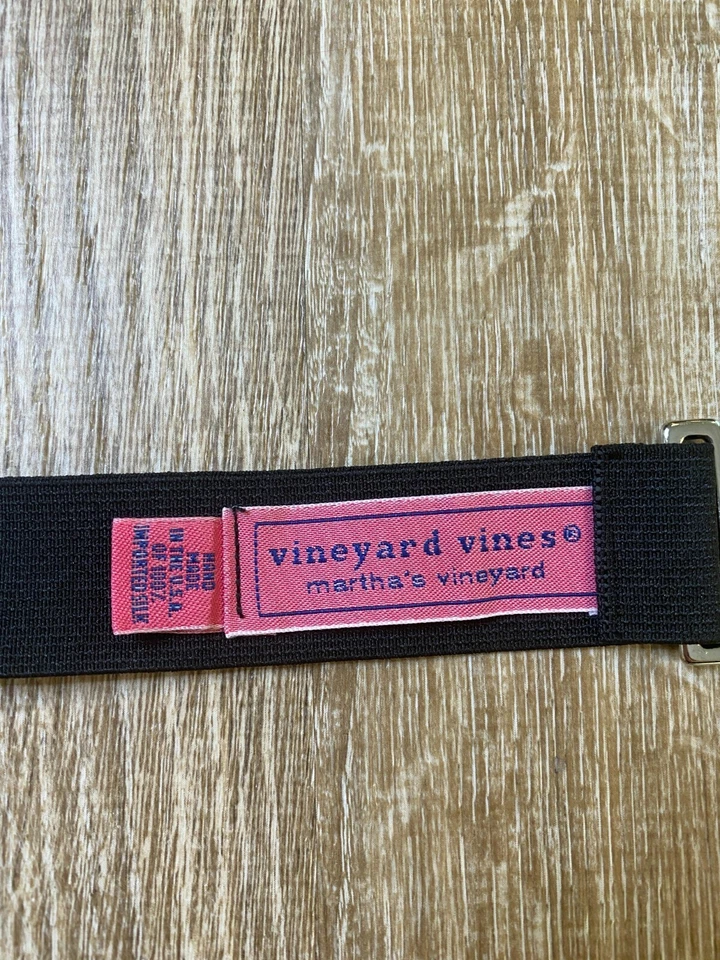 vineyard vines®
martha's vineyard
HAND
MADE
IN THE U.S.A.
OF 100%
IMPORTED SILK